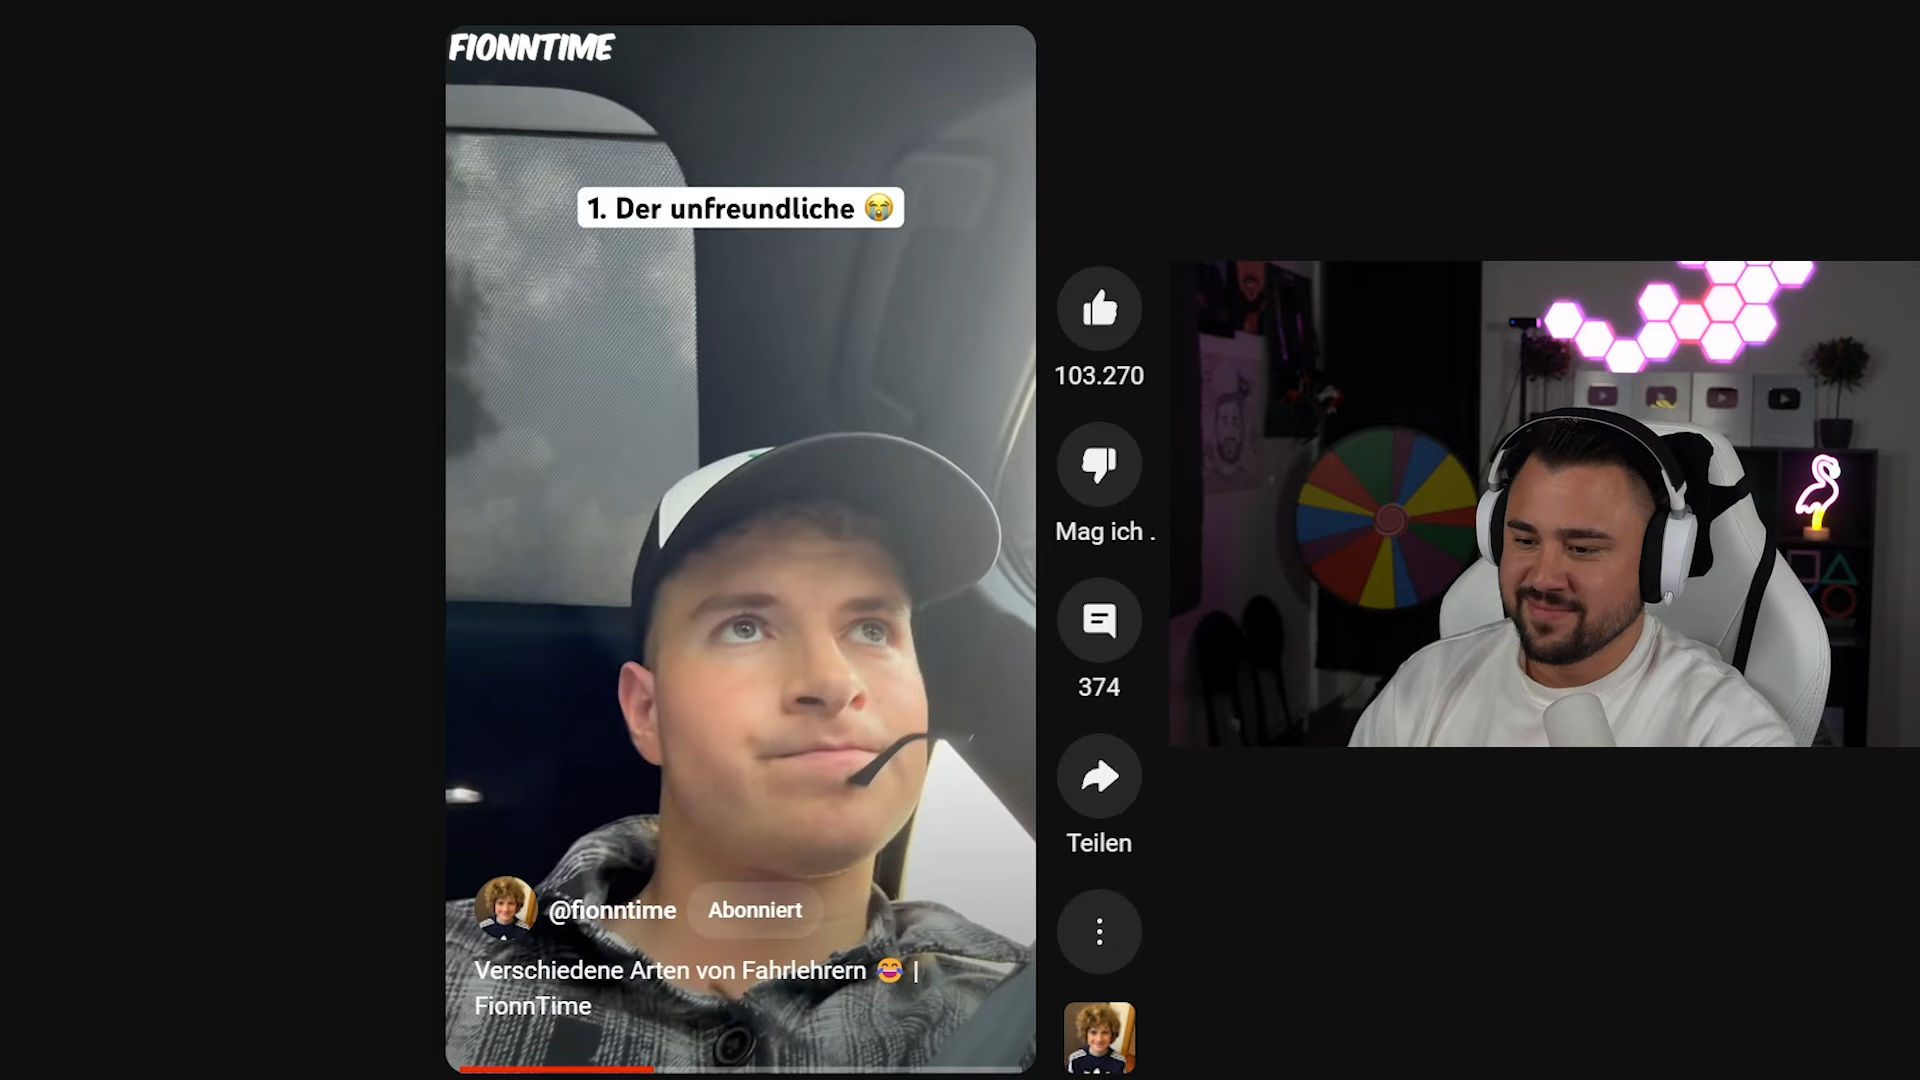 FIONNTIME
1. Der unfreundliche 😭
103.270
Mag ich .
374
Teilen
@fionntime Abonniert
Verschiedene Arten von Fahrlehrern 😂 |
FionnTime